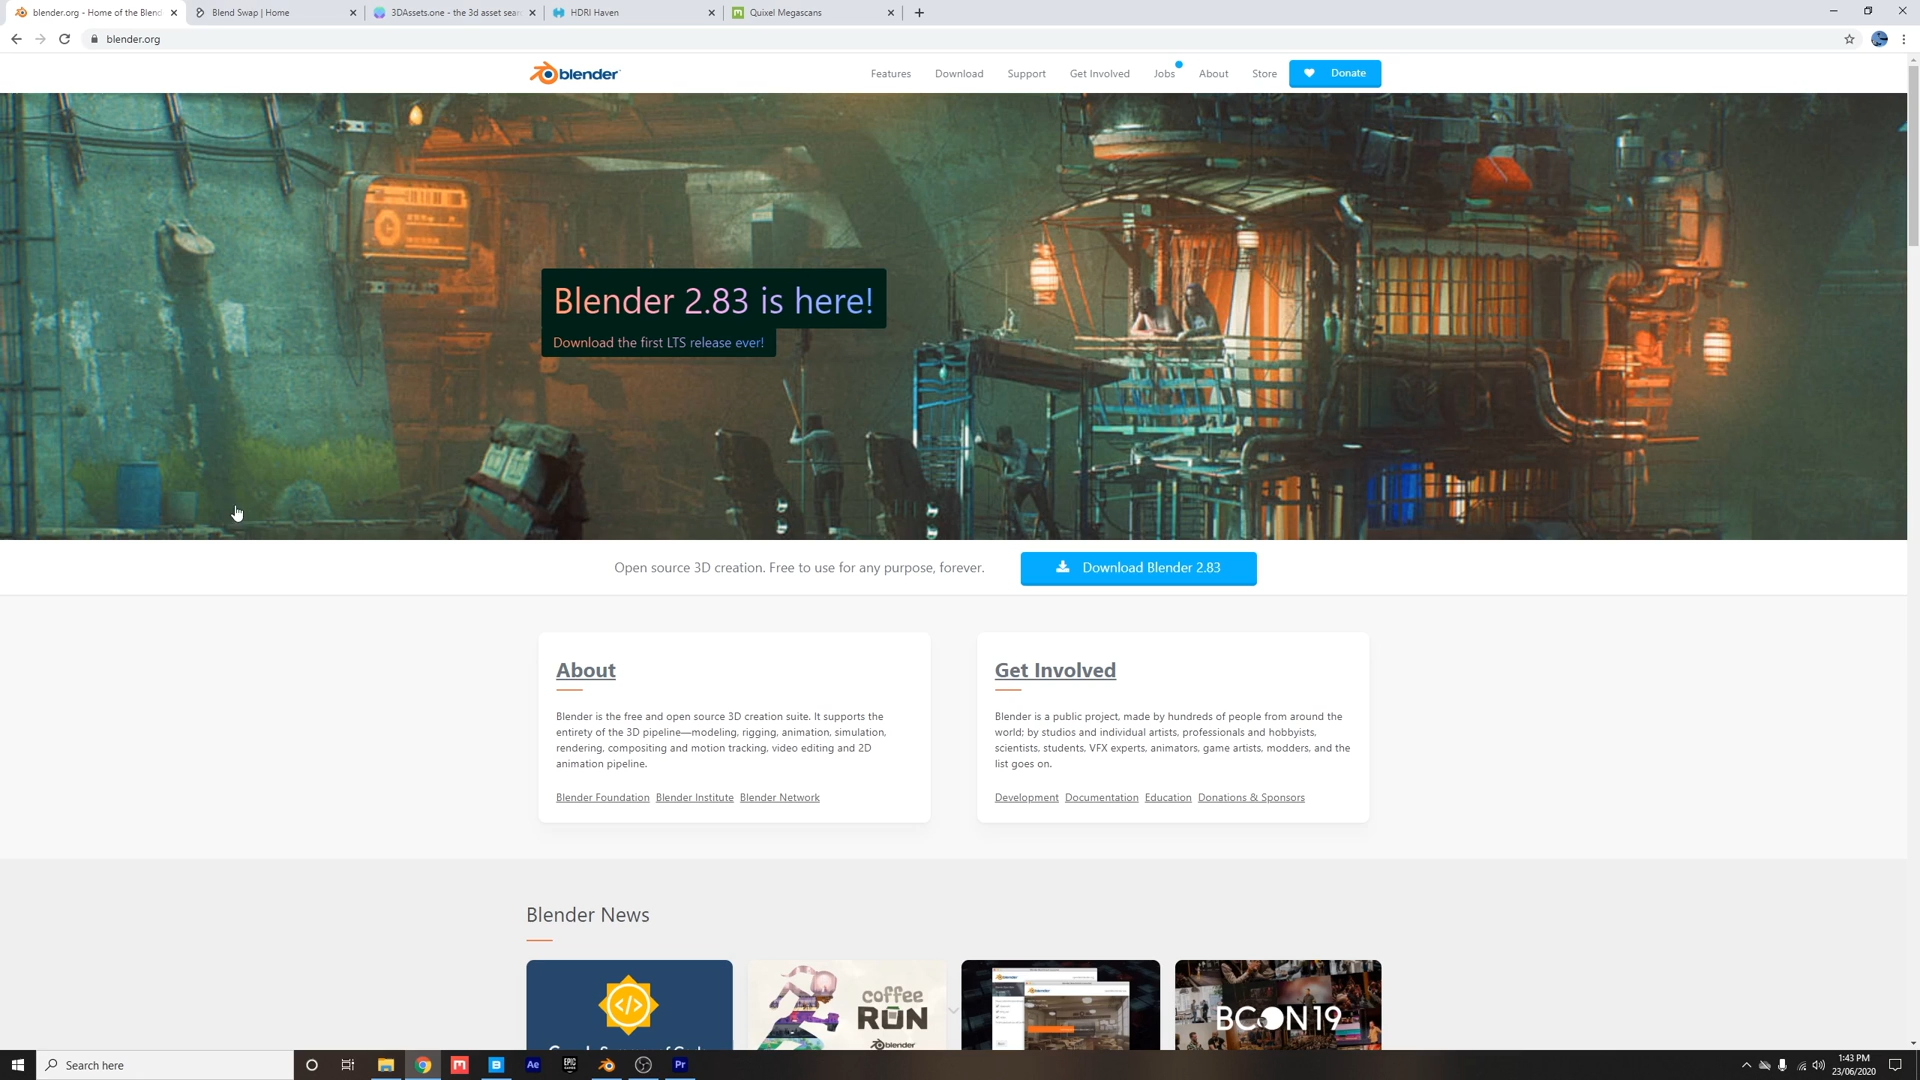 blender.org - Home of the Blend
Blend Swap | Home
3DAssets.one - the 3d asset sear
HDRI Haven
Quixel Megascans
blender.org
blender
Features
Download
Support
Get Involved
Jobs
About
Store
Donate
Blender 2.83 is here!
Download the first LTS release ever!
Open source 3D creation. Free to use for any purpose, forever.
Download Blender 2.83
About
Blender is the free and open source 3D creation suite. It supports the
entirety of the 3D pipeline—modeling, rigging, animation, simulation,
rendering, compositing and motion tracking, video editing and 2D
animation pipeline.
Blender Foundation Blender Institute Blender Network
Get Involved
Blender is a public project, made by hundreds of people from around the
world; by studios and individual artists, professionals and hobbyists,
scientists, students, VFX experts, animators, game artists, modders, and the
list goes on.
Development Documentation Education Donations & Sponsors
Blender News
coffee
RUN
blender
BCON19
Search here
Ae
EPIC
Pr
1:43 PM
23/06/2020